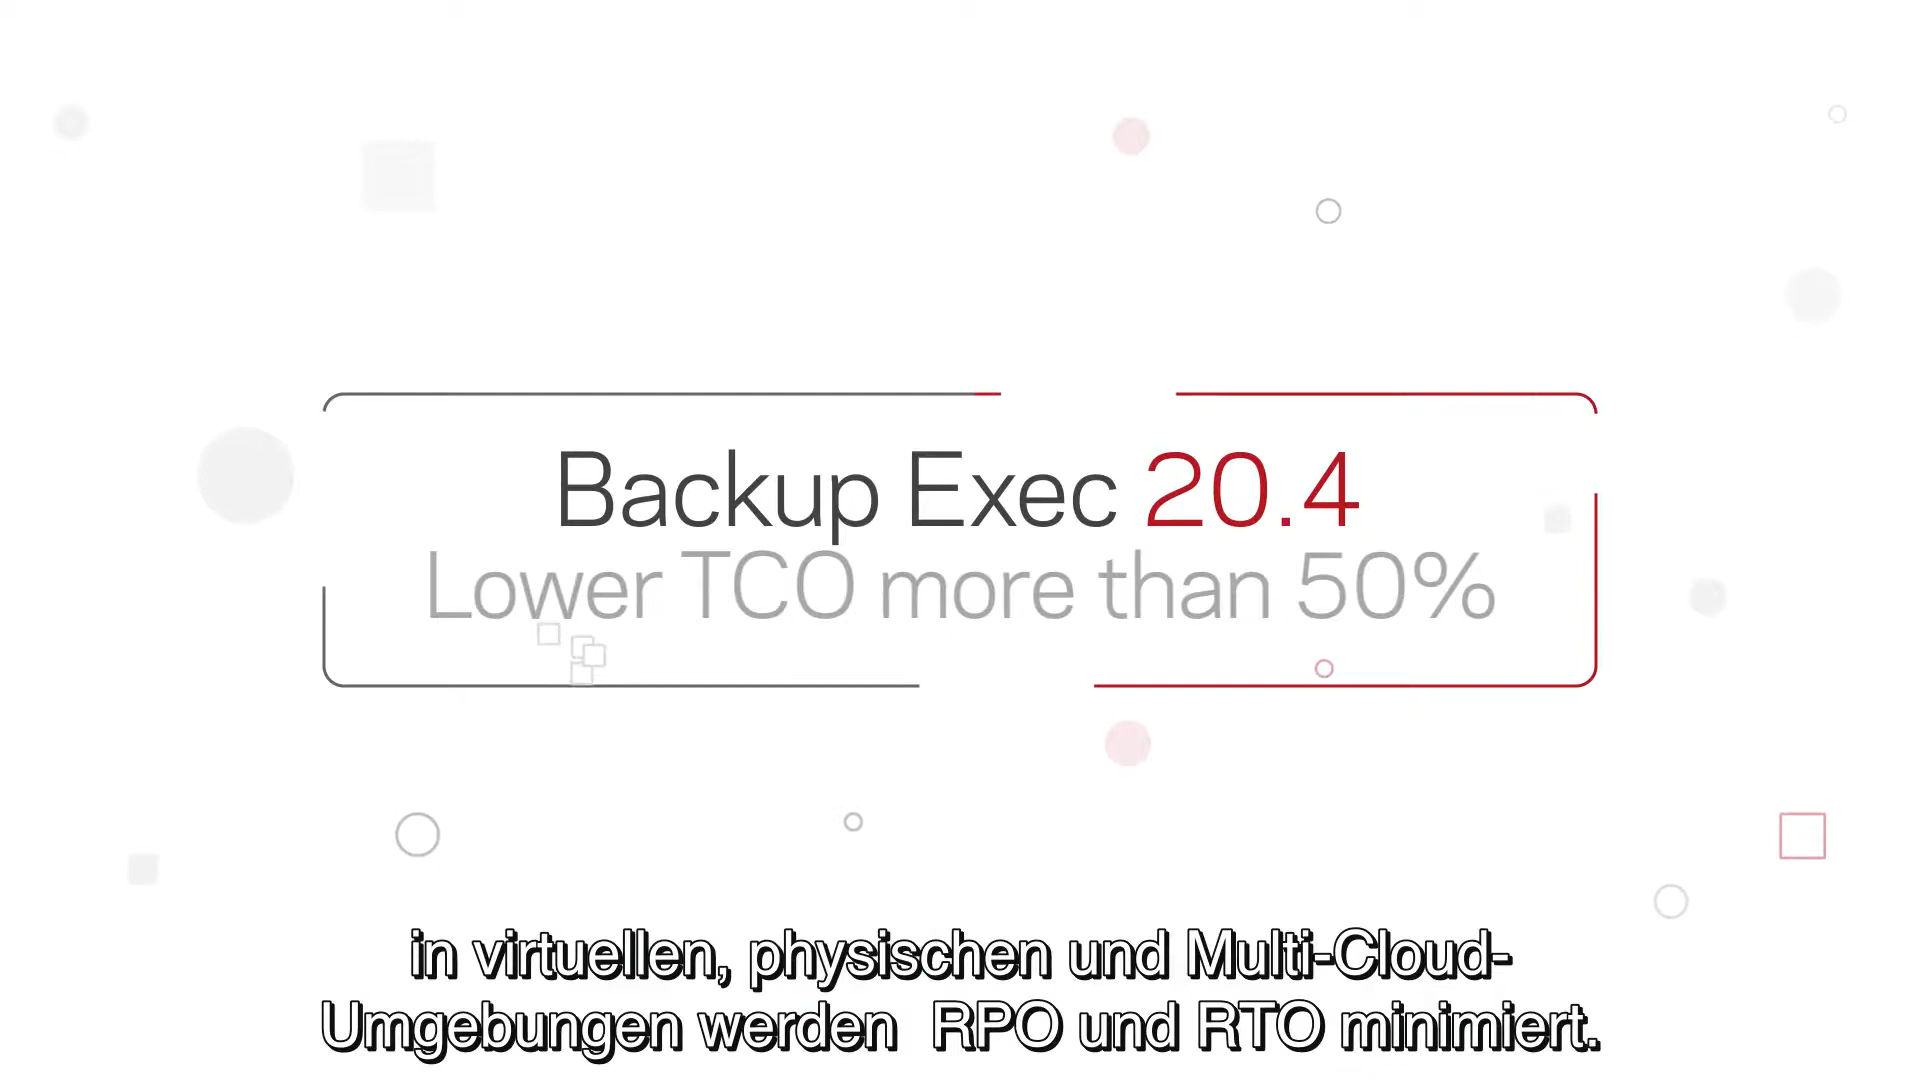 Backup Exec 20.4
Lower TCO more than 50%
in virtuellen, physischen und Multi-Cloud-
Umgebungen werden  RPO und RTO minimiert.